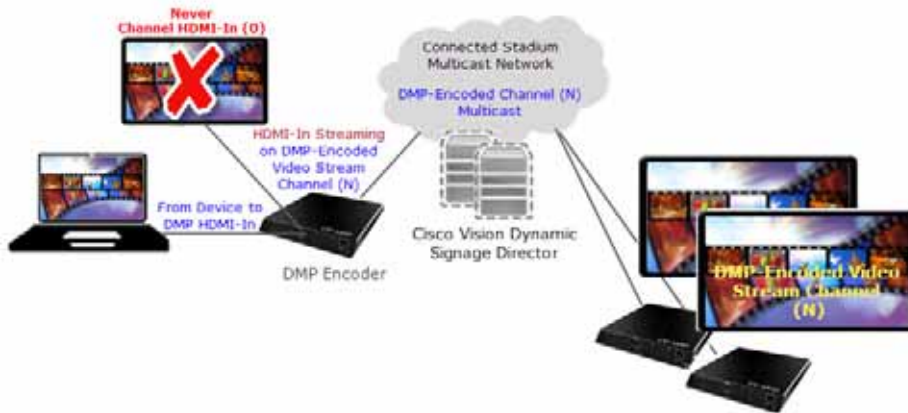 Never
Channel HDMI-In (0)
Connected Stadium
Multicast Network
DMP-Encoded Channel (N)
Multicast
HDMI-In Streaming
on DMP-Encoded
Video Stream
Channel (N)
From Device to
DMP HDMI-In
DMP Encoder
Cisco Vision Dynamic
Signage Director
DMP-Encoded Video
Stream Channel
(N)